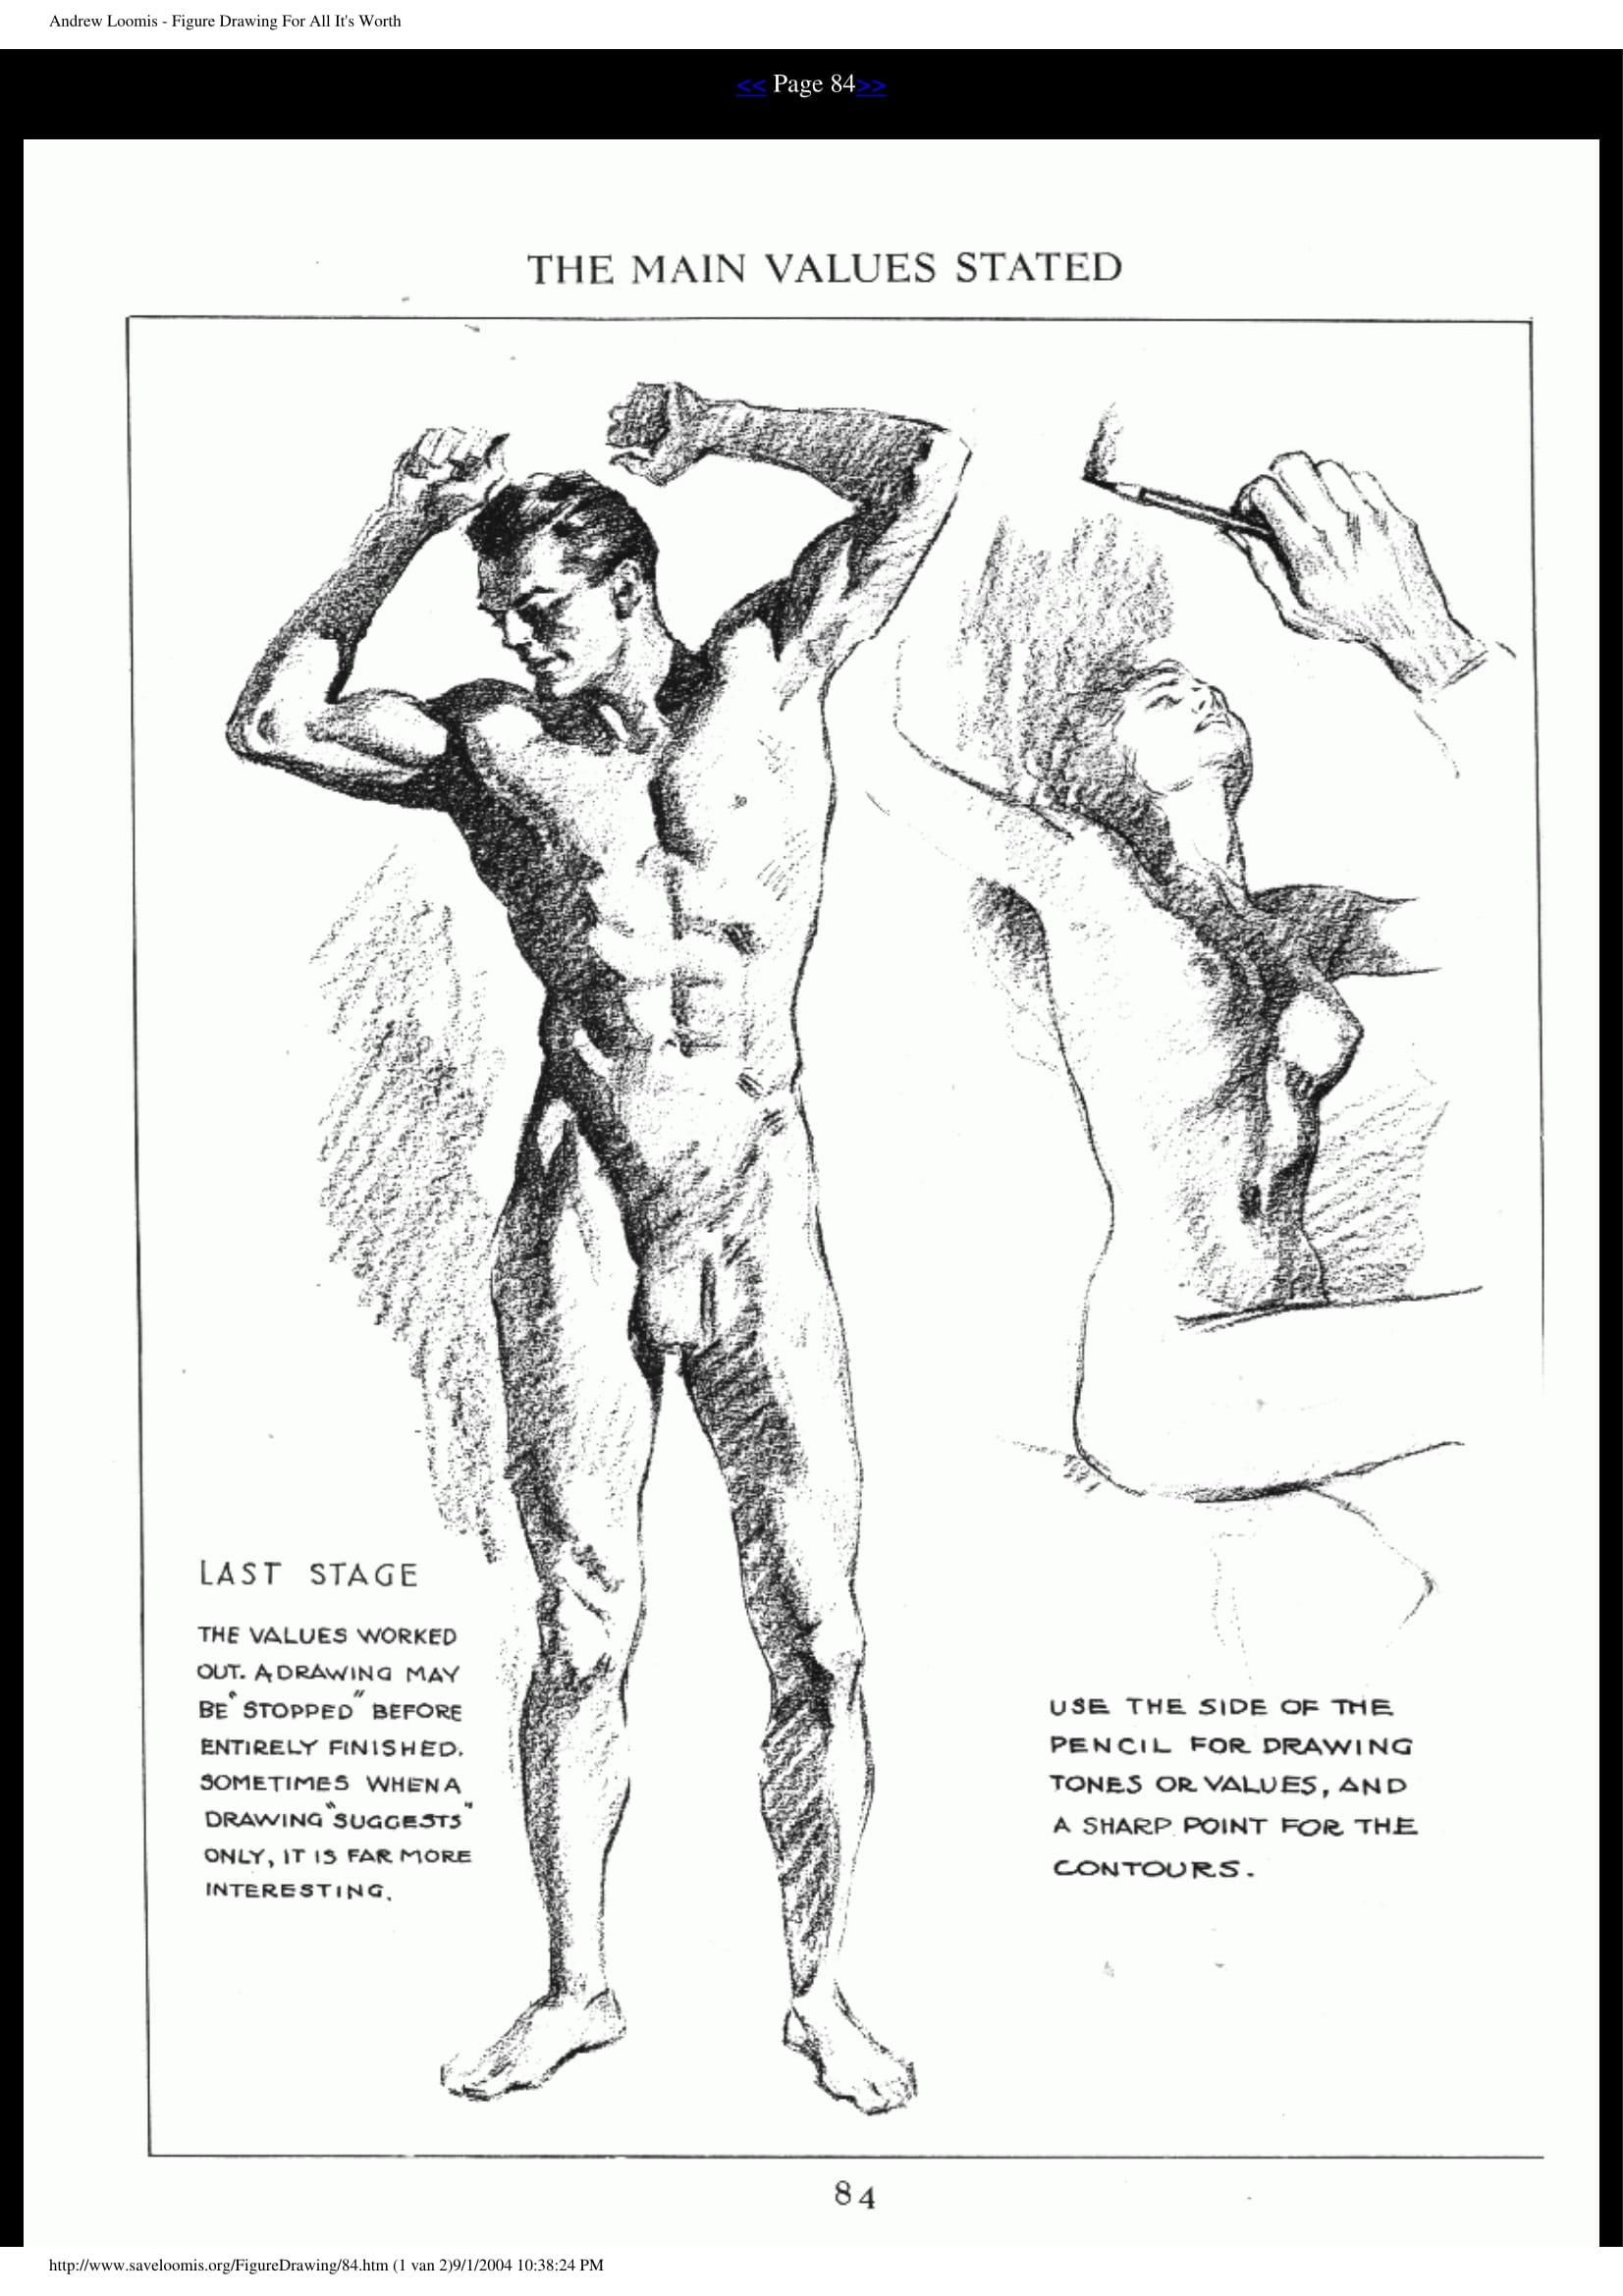 Andrew Loomis - Figure Drawing For All It's Worth
<< Page 84>>
THE MAIN VALUES STATED
LAST STAGE
THE VALUES WORKED
OUT. A DRAWING MAY
BE "STOPPED" BEFORE
ENTIRELY FINISHED.
SOMETIMES WHEN A
DRAWING "SUGGESTS"
ONLY, IT IS FAR MORE
INTERESTING.
USE THE SIDE OF THE
PENCIL FOR DRAWING
TONES OR VALUES, AND
A SHARP POINT FOR THE
CONTOURS.
84
http://www.saveloomis.org/FigureDrawing/84.htm (1 van 2)9/1/2004 10:38:24 PM